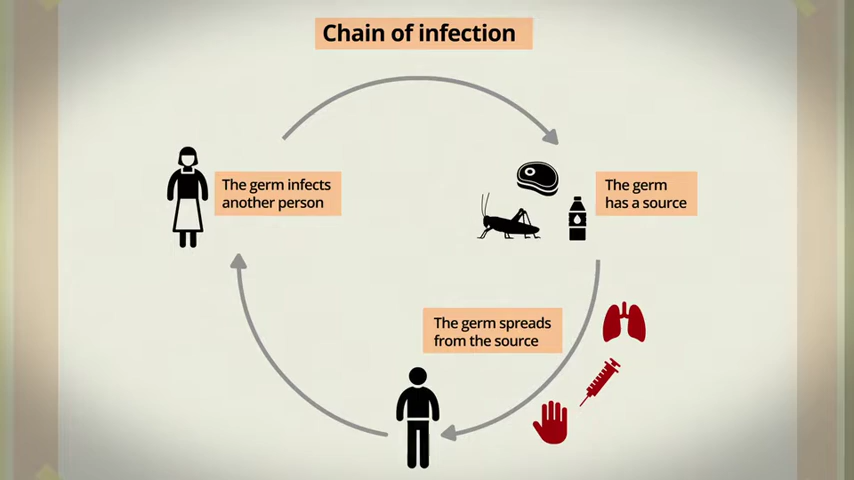 Chain of infection
The germ infects
another person
The germ
has a source
The germ spreads
from the source